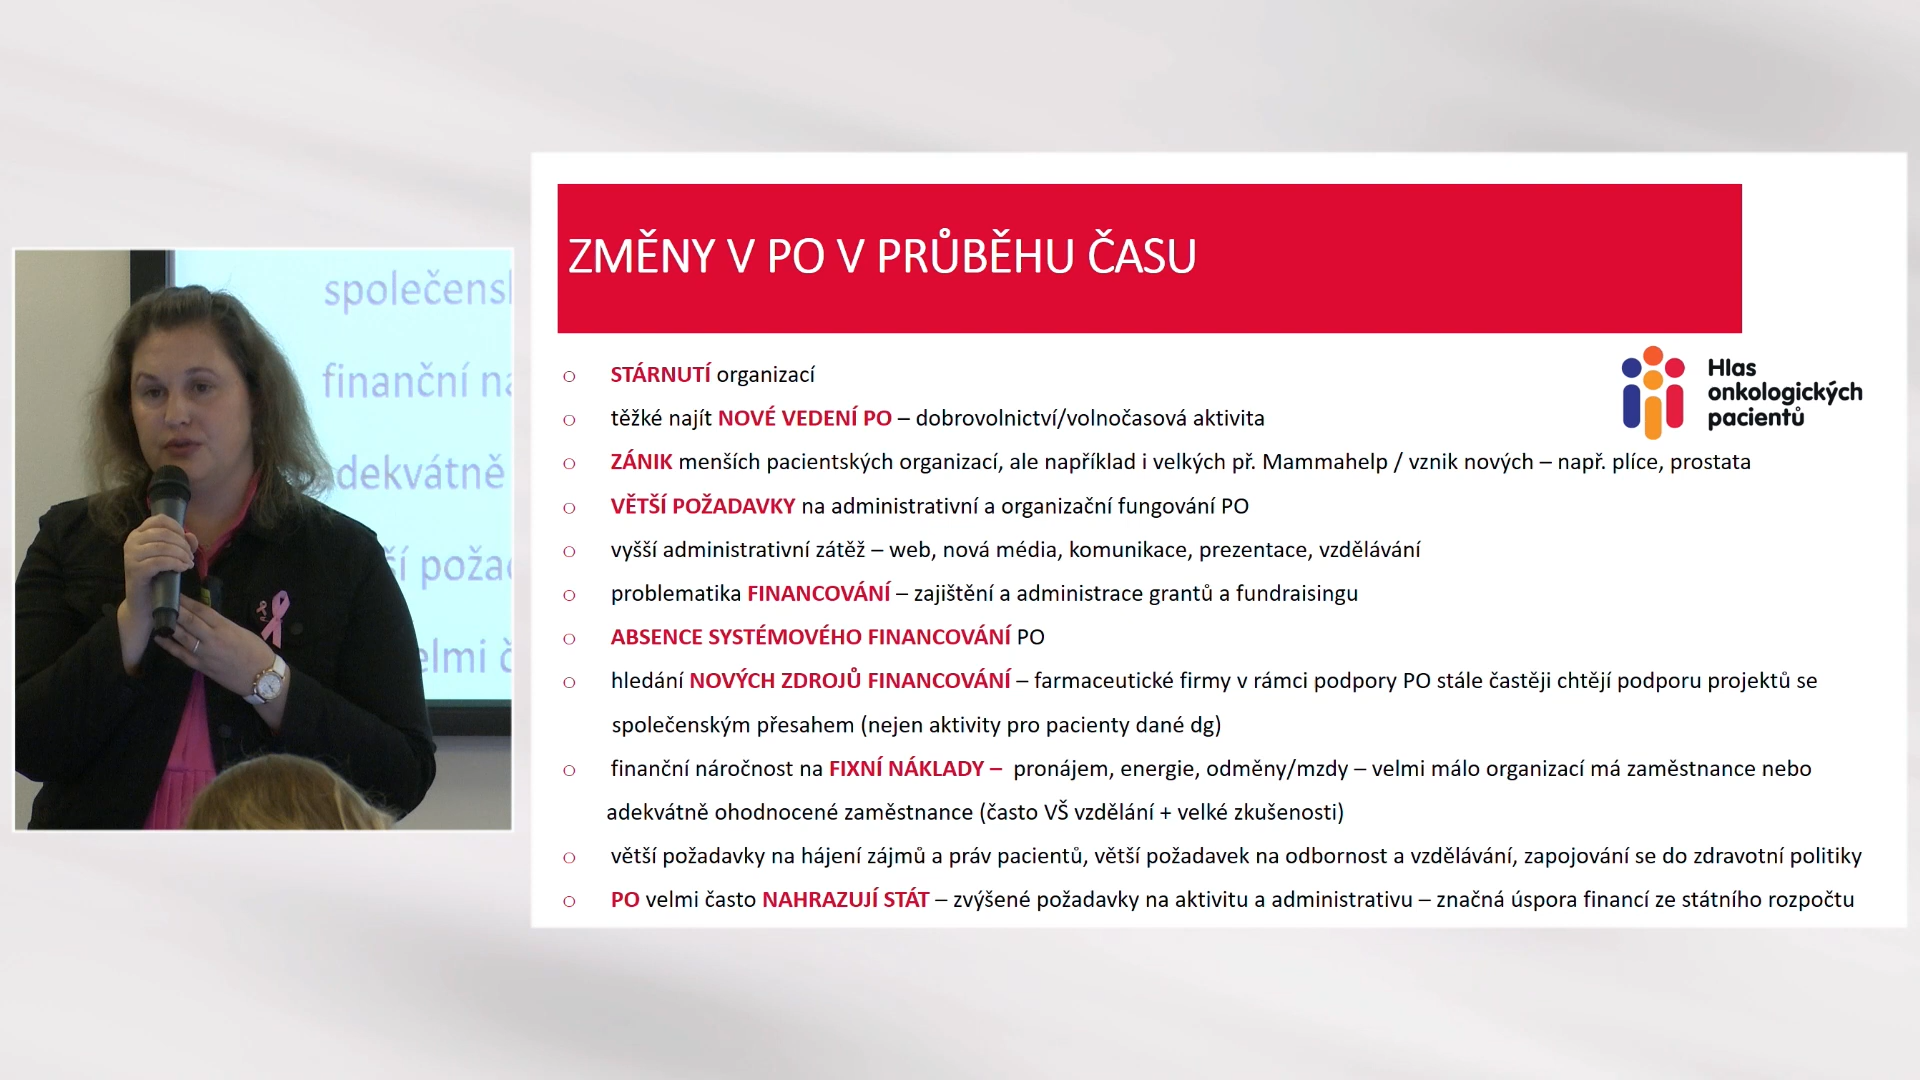 společensk
finanční ná
adekvátně
ší požad
elmi č
ZMĚNY V PO V PRŮBĚHU ČASU
Hlas
onkologických
pacientů
STÁRNUTÍ organizací
těžké najít NOVÉ VEDENÍ PO – dobrovolnictví/volnočasová aktivita
ZÁNIK menších pacientských organizací, ale například i velkých př. Mammahelp / vznik nových – např. plíce, prostata
VĚTŠÍ POŽADAVKY na administrativní a organizační fungování PO
vyšší administrativní zátěž – web, nová média, komunikace, prezentace, vzdělávání
problematika FINANCOVÁNÍ – zajištění a administrace grantů a fundraisingu
ABSENCE SYSTÉMOVÉHO FINANCOVÁNÍ PO
hledání NOVÝCH ZDROJŮ FINANCOVÁNÍ – farmaceutické firmy v rámci podpory PO stále častěji chtějí podporu projektů se
společenským přesahem (nejen aktivity pro pacienty dané dg)
finanční náročnost na FIXNÍ NÁKLADY – pronájem, energie, odměny/mzdy – velmi málo organizací má zaměstnance nebo
adekvátně ohodnocené zaměstnance (často VŠ vzdělání + velké zkušenosti)
větší požadavky na hájení zájmů a práv pacientů, větší požadavek na odbornost a vzdělávání, zapojování se do zdravotní politiky
PO velmi často NAHRAZUJÍ STÁT – zvýšené požadavky na aktivitu a administrativu – značná úspora financí ze státního rozpočtu